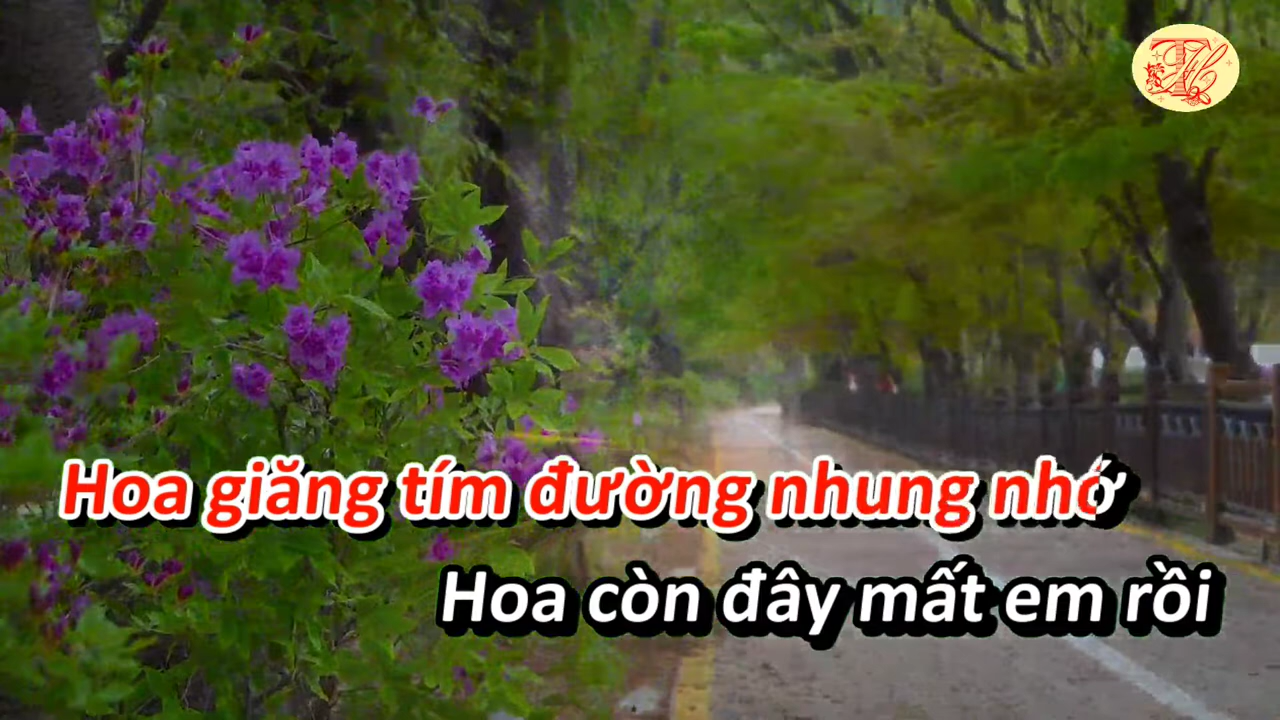 Hoa giăng tím đường nhung nhớ
Hoa còn đây mất em rồi